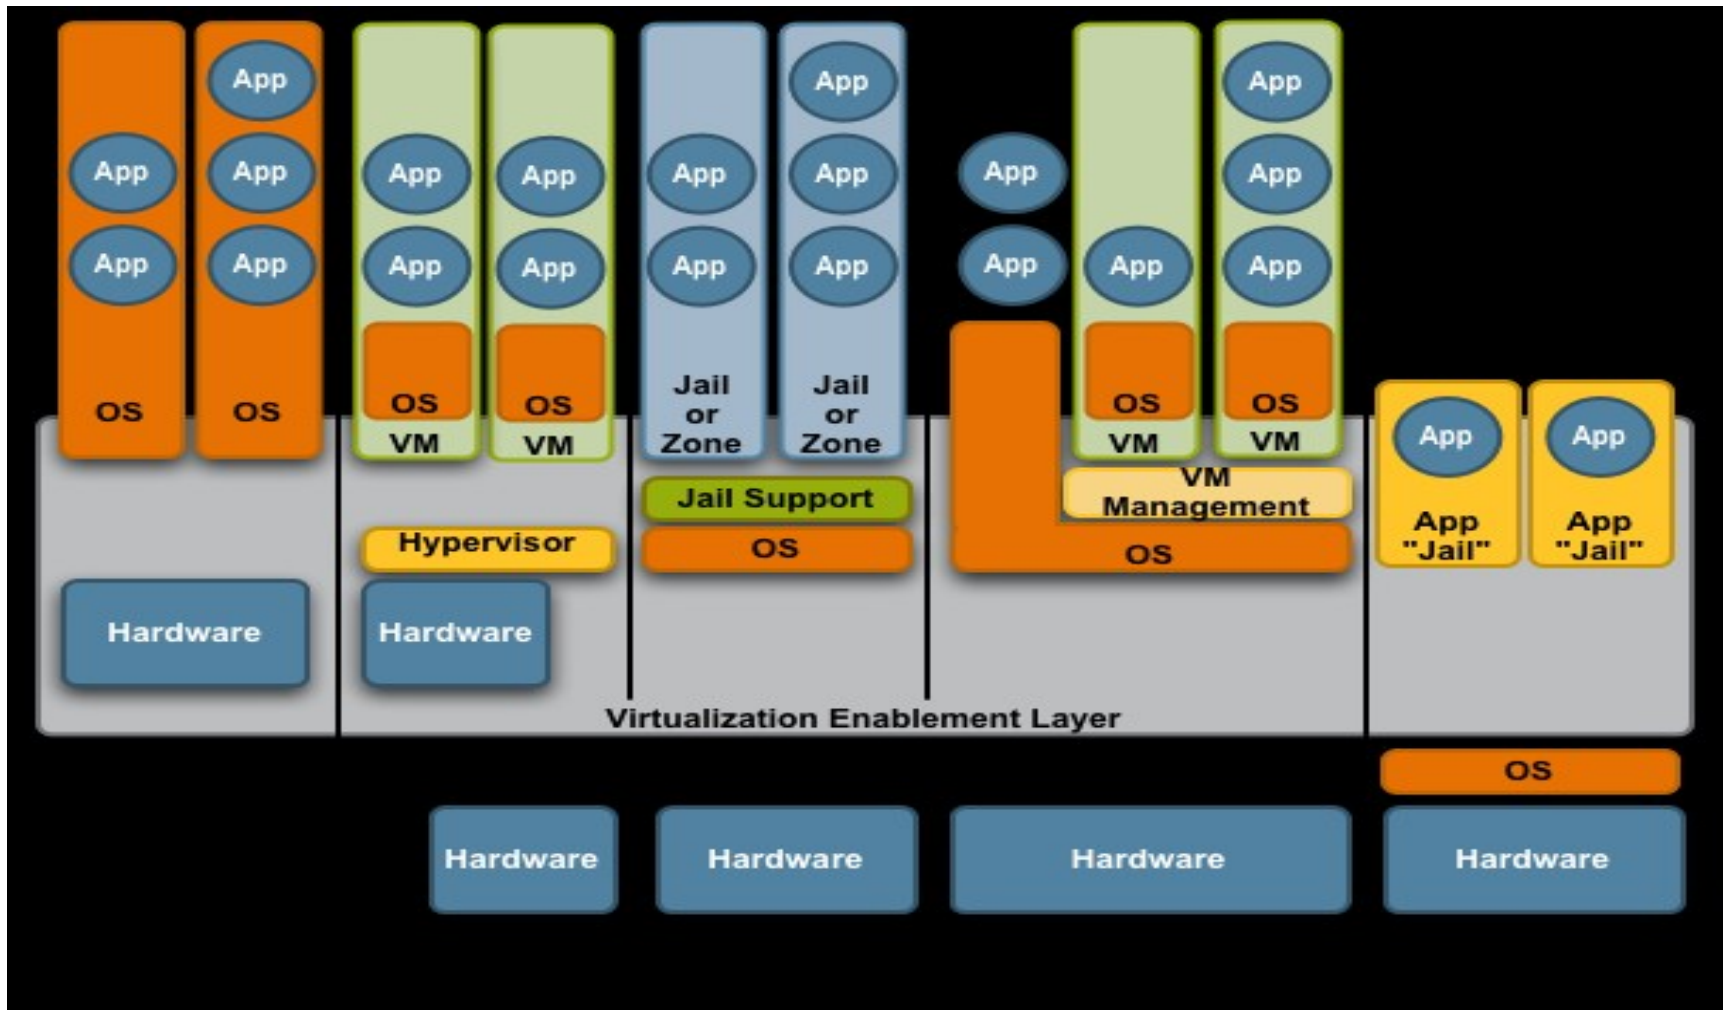 App
App
App
App
App
OS
OS
App
App
App
App
OS
OS
VM
VM
Hypervisor
Hardware
Hardware
App
App
App
App
App
Jail
or
Zone
Jail
or
Zone
Jail Support
OS
App
App
App
App
App
App
OS
OS
VM
VM
VM
Management
OS
App
App
App
"Jail"
App
"Jail"
Virtualization Enablement Layer
OS
Hardware
Hardware
Hardware
Hardware